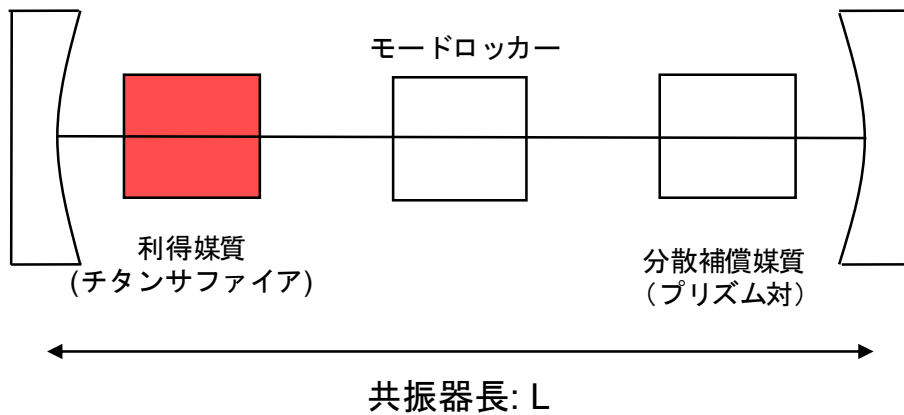 モードロッカー
利得媒質
(チタンサファイア)
分散補償媒質
（プリズム対）
共振器長: L